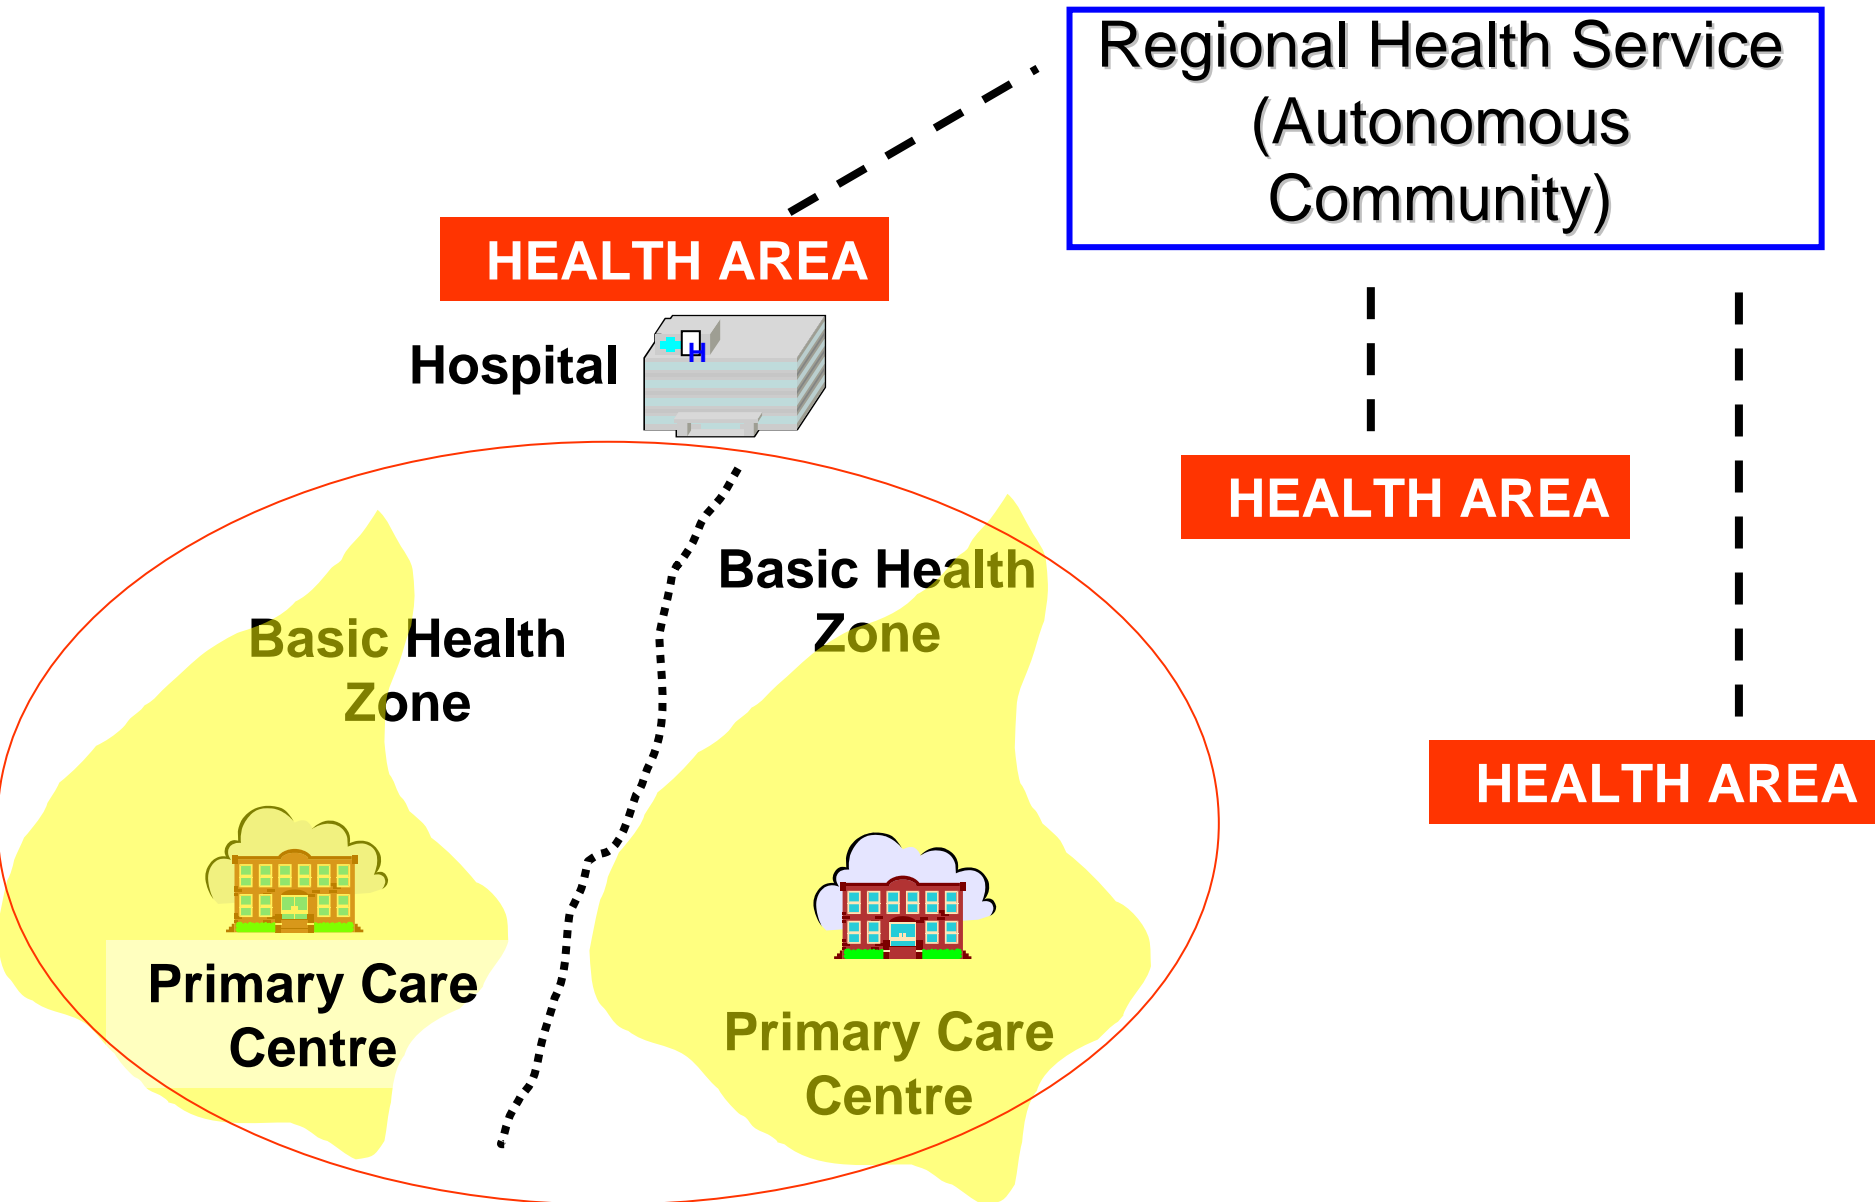 Regional Health Service
(Autonomous
Community)
HEALTH AREA
Hospital
H
HEALTH AREA
Basic Health
Zone
Basic Health
Zone
HEALTH AREA
Primary Care
Centre
Primary Care
Centre